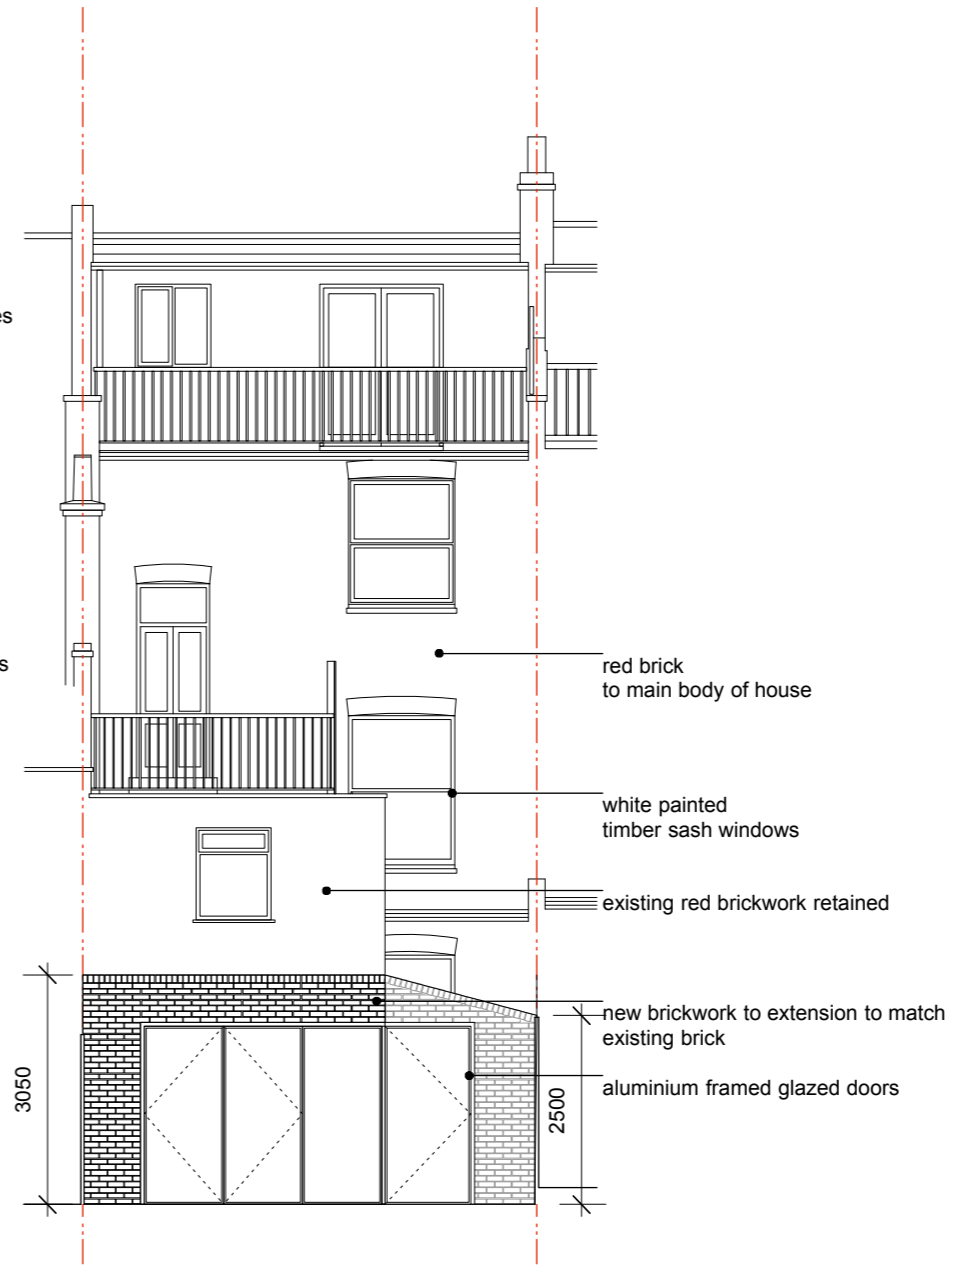 es
s
red brick
to main body of house
white painted
timber sash windows
existing red brickwork retained
new brickwork to extension to match
existing brick
aluminium framed glazed doors
3050
2500